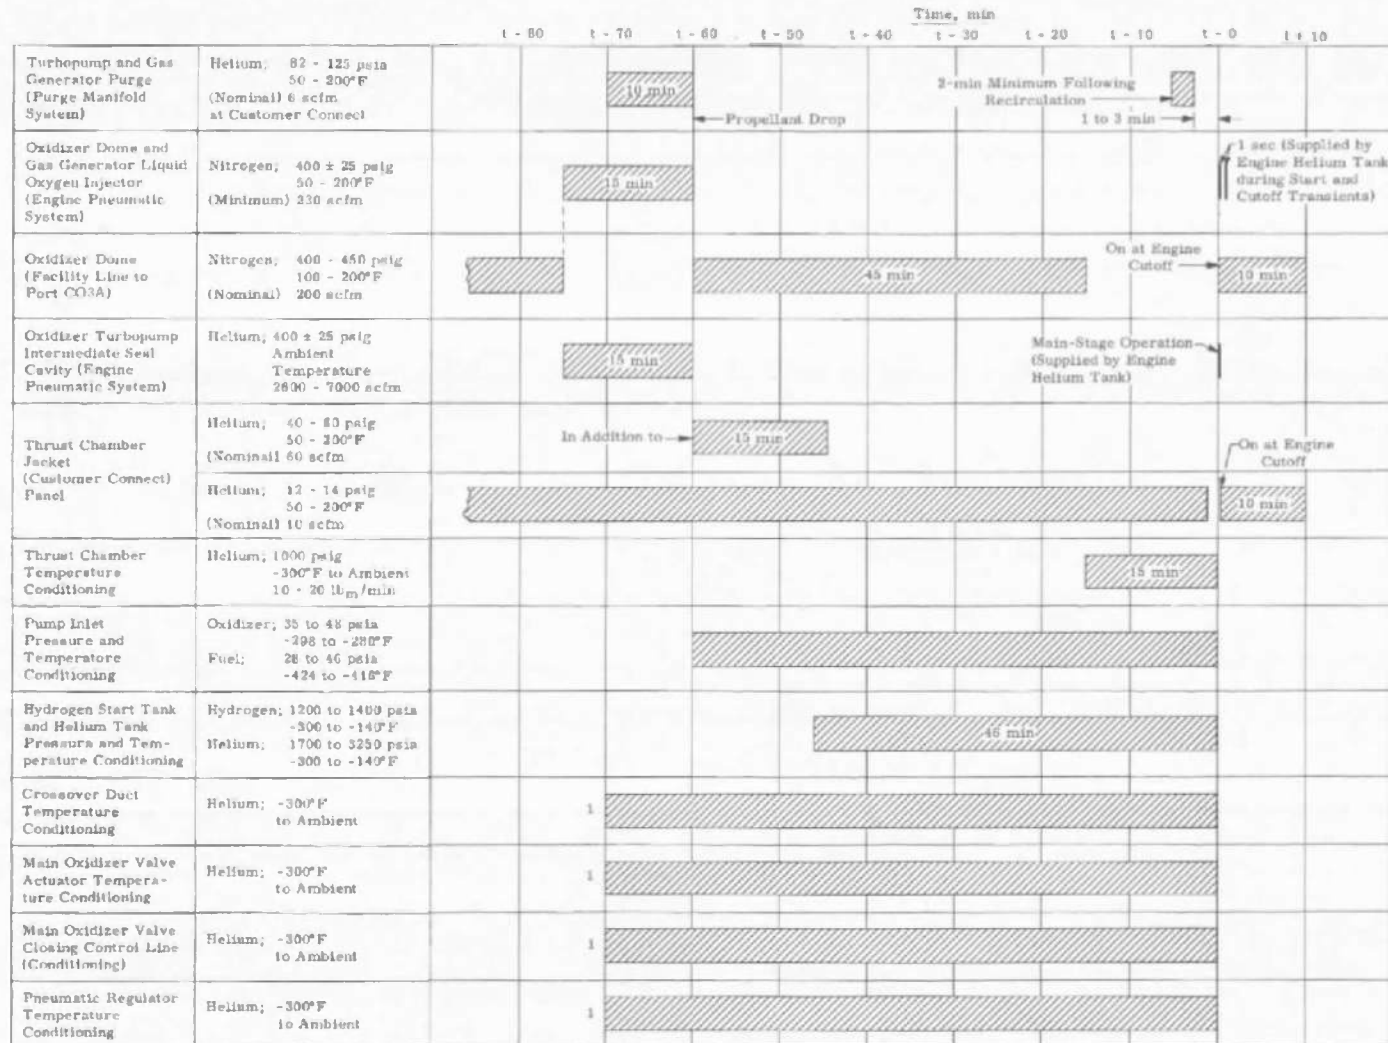 Time, min
t - 80 t - 70 t - 60 t - 50 t - 40 t - 30 t - 20 t - 10 t - 0 t + 10
Turbopump and Gas
Generator Purge
(Purge Manifold
System)
Helium; 82 - 125 psia
50 - 200°F
(Nominal) 6 scfm
at Customer Connect
10 min
Propellant Drop
2-min Minimum Following
Recirculation
1 to 3 min
Oxidizer Dome and
Gas Generator Liquid
Oxygen Injector
(Engine Pneumatic
System)
Nitrogen; 400 ± 25 psig
50 - 200°F
(Minimum) 230 scfm
15 min
1 sec (Supplied by
Engine Helium Tank
during Start and
Cutoff Transients)
Oxidizer Dome
(Facility Line to
Port CO3A)
Nitrogen; 400 - 450 psig
100 - 200°F
(Nominal) 200 scfm
45 min
On at Engine
Cutoff
10 min
Oxidizer Turbopump
Intermediate Seal
Cavity (Engine
Pneumatic System)
Helium; 400 ± 25 psig
Ambient
Temperature
2600 - 7000 scfm
15 min
Main-Stage Operation
(Supplied by Engine
Helium Tank)
Thrust Chamber
Jacket
(Customer Connect)
Panel
Helium; 40 - 60 psig
50 - 200°F
(Nominal) 60 scfm
In Addition to
15 min
Helium; 12 - 14 psig
50 - 200°F
(Nominal) 10 scfm
On at Engine
Cutoff
10 min
Thrust Chamber
Temperature
Conditioning
Helium; 1000 psig
-300°F to Ambient
10 - 20 lbm/min
15 min
Pump Inlet
Pressure and
Temperature
Conditioning
Oxidizer; 35 to 48 psia
-298 to -280°F
Fuel; 28 to 46 psia
-424 to -416°F
Hydrogen Start Tank
and Helium Tank
Pressure and Tem-
perature Conditioning
Hydrogen; 1200 to 1400 psia
-300 to -140°F
Helium; 1700 to 3250 psia
-300 to -140°F
46 min
Crossover Duct
Temperature
Conditioning
Helium; -300°F
to Ambient
1
Main Oxidizer Valve
Actuator Tempera-
ture Conditioning
Helium; -300°F
to Ambient
1
Main Oxidizer Valve
Closing Control Line
(Conditioning)
Helium; -300°F
to Ambient
1
Pneumatic Regulator
Temperature
Conditioning
Helium; -300°F
to Ambient
1